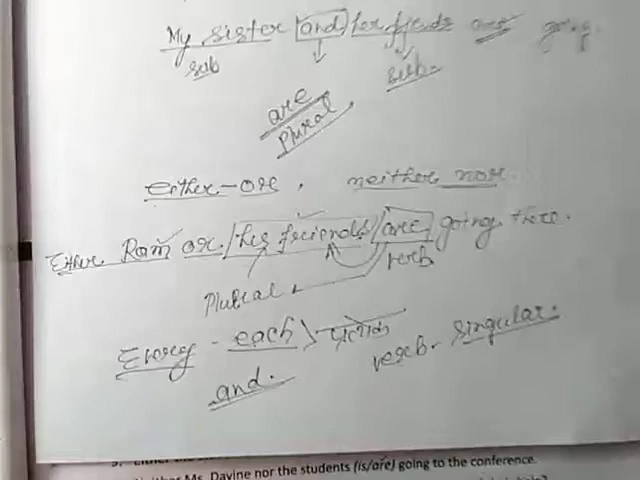 My sister and her friends are going
sub sub.
are
Plural
either-or, neither nor
Either Ram or his friends are going there.
Plural verb
Every - each > प्रत्येक verb. singular.
and.
Ms. Davine nor the students (is/are) going to the conference.